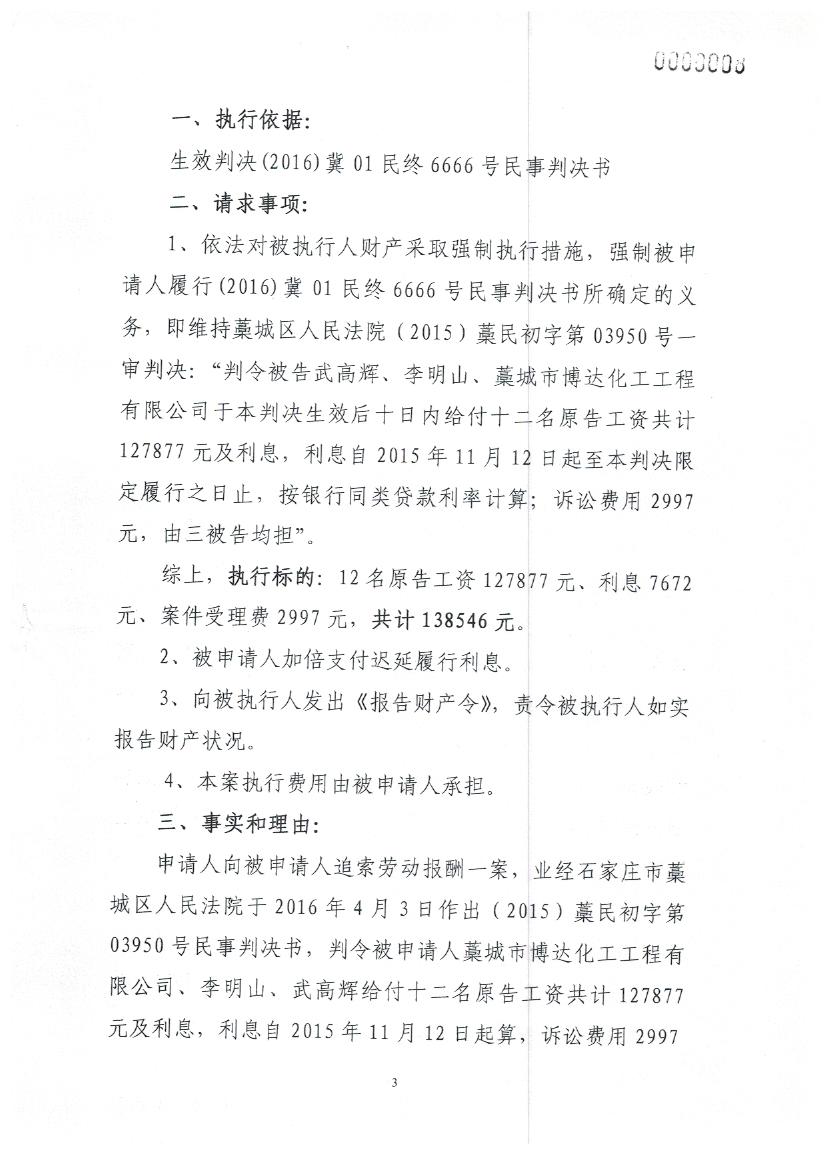 0000008
一、执行依据：
生效判决(2016)冀 01 民终 6666 号民事判决书
二、请求事项：
1、依法对被执行人财产采取强制执行措施，强制被申
请人履行(2016)冀 01 民终 6666 号民事判决书所确定的义
务，即维持藁城区人民法院（2015）藁民初字第 03950 号一
审判决：“判令被告武高辉、李明山、藁城市博达化工工程
有限公司于本判决生效后十日内给付十二名原告工资共计
127877 元及利息，利息自 2015 年 11 月 12 日起至本判决限
定履行之日止，按银行同类贷款利率计算；诉讼费用 2997
元，由三被告均担”。
综上，执行标的：12 名原告工资 127877 元、利息 7672
元、案件受理费 2997 元，共计 138546 元。
2、被申请人加倍支付迟延履行利息。
3、向被执行人发出《报告财产令》，责令被执行人如实
报告财产状况。
4、本案执行费用由被申请人承担。
三、事实和理由：
申请人向被申请人追索劳动报酬一案，业经石家庄市藁
城区人民法院于 2016 年 4 月 3 日作出（2015）藁民初字第
03950 号民事判决书，判令被申请人藁城市博达化工工程有
限公司、李明山、武高辉给付十二名原告工资共计 127877
元及利息，利息自 2015 年 11 月 12 日起算，诉讼费用 2997
3